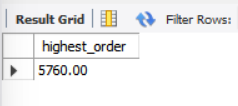 Result Grid Filter Rows:
highest_order
5760.00